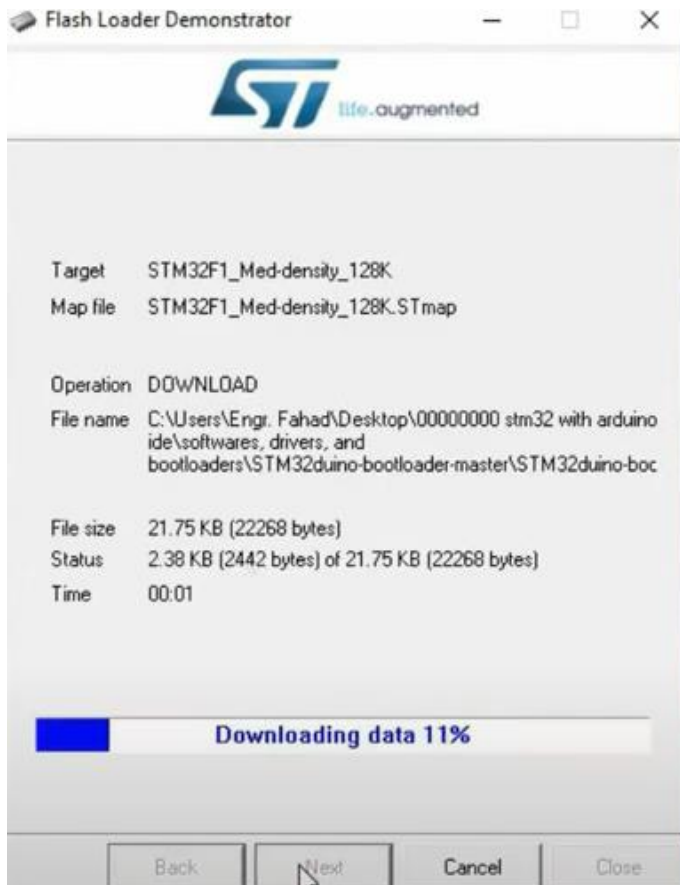 Flash Loader Demonstrator
life.augmented
Target STM32F1_Med-density_128K
Map file STM32F1_Med-density_128K.STmap
Operation DOWNLOAD
File name C:\Users\Engr. Fahad\Desktop\00000000 stm32 with arduino
ide\softwares, drivers, and
bootloaders\STM32duino-bootloader-master\STM32duino-boc
File size 21.75 KB (22268 bytes)
Status 2.38 KB (2442 bytes) of 21.75 KB (22268 bytes)
Time 00:01
Downloading data 11%
Back Next Cancel Close